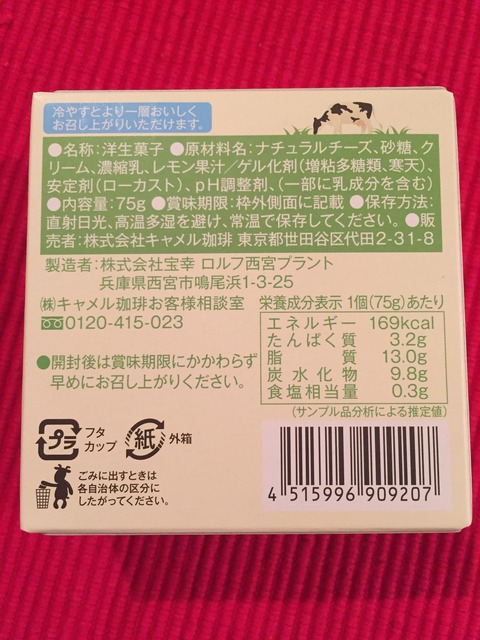 冷やすとより一層おいしく
お召し上がりいただけます。
●名称:洋生菓子 ●原材料名:ナチュラルチーズ、砂糖、ク
リーム、濃縮乳、レモン果汁/ゲル化剤(増粘多糖類、寒天)、
安定剤(ローカスト)、pH調整剤、(一部に乳成分を含む)
●内容量:75g ●賞味期限:枠外側面に記載 ●保存方法:
直射日光、高温多湿を避け、常温で保存してください。 ●販
売者:株式会社キャメル珈琲 東京都世田谷区代田2-31-8
製造者:株式会社宝幸 ロルフ西宮プラント
兵庫県西宮市鳴尾浜1-3-25
㈱キャメル珈琲お客様相談室
0120-415-023
●開封後は賞味期限にかかわらず
早めにお召し上がりください。
栄養成分表示 1個(75g)あたり
エネルギー 169kcal
たんぱく質 3.2g
脂質 13.0g
炭水化物 9.8g
食塩相当量 0.3g
(サンプル品分析による推定値)
プラ
フタ
カップ
紙
外箱
ごみに出すときは
各自治体の区分に
したがってください。
4 515996 909207